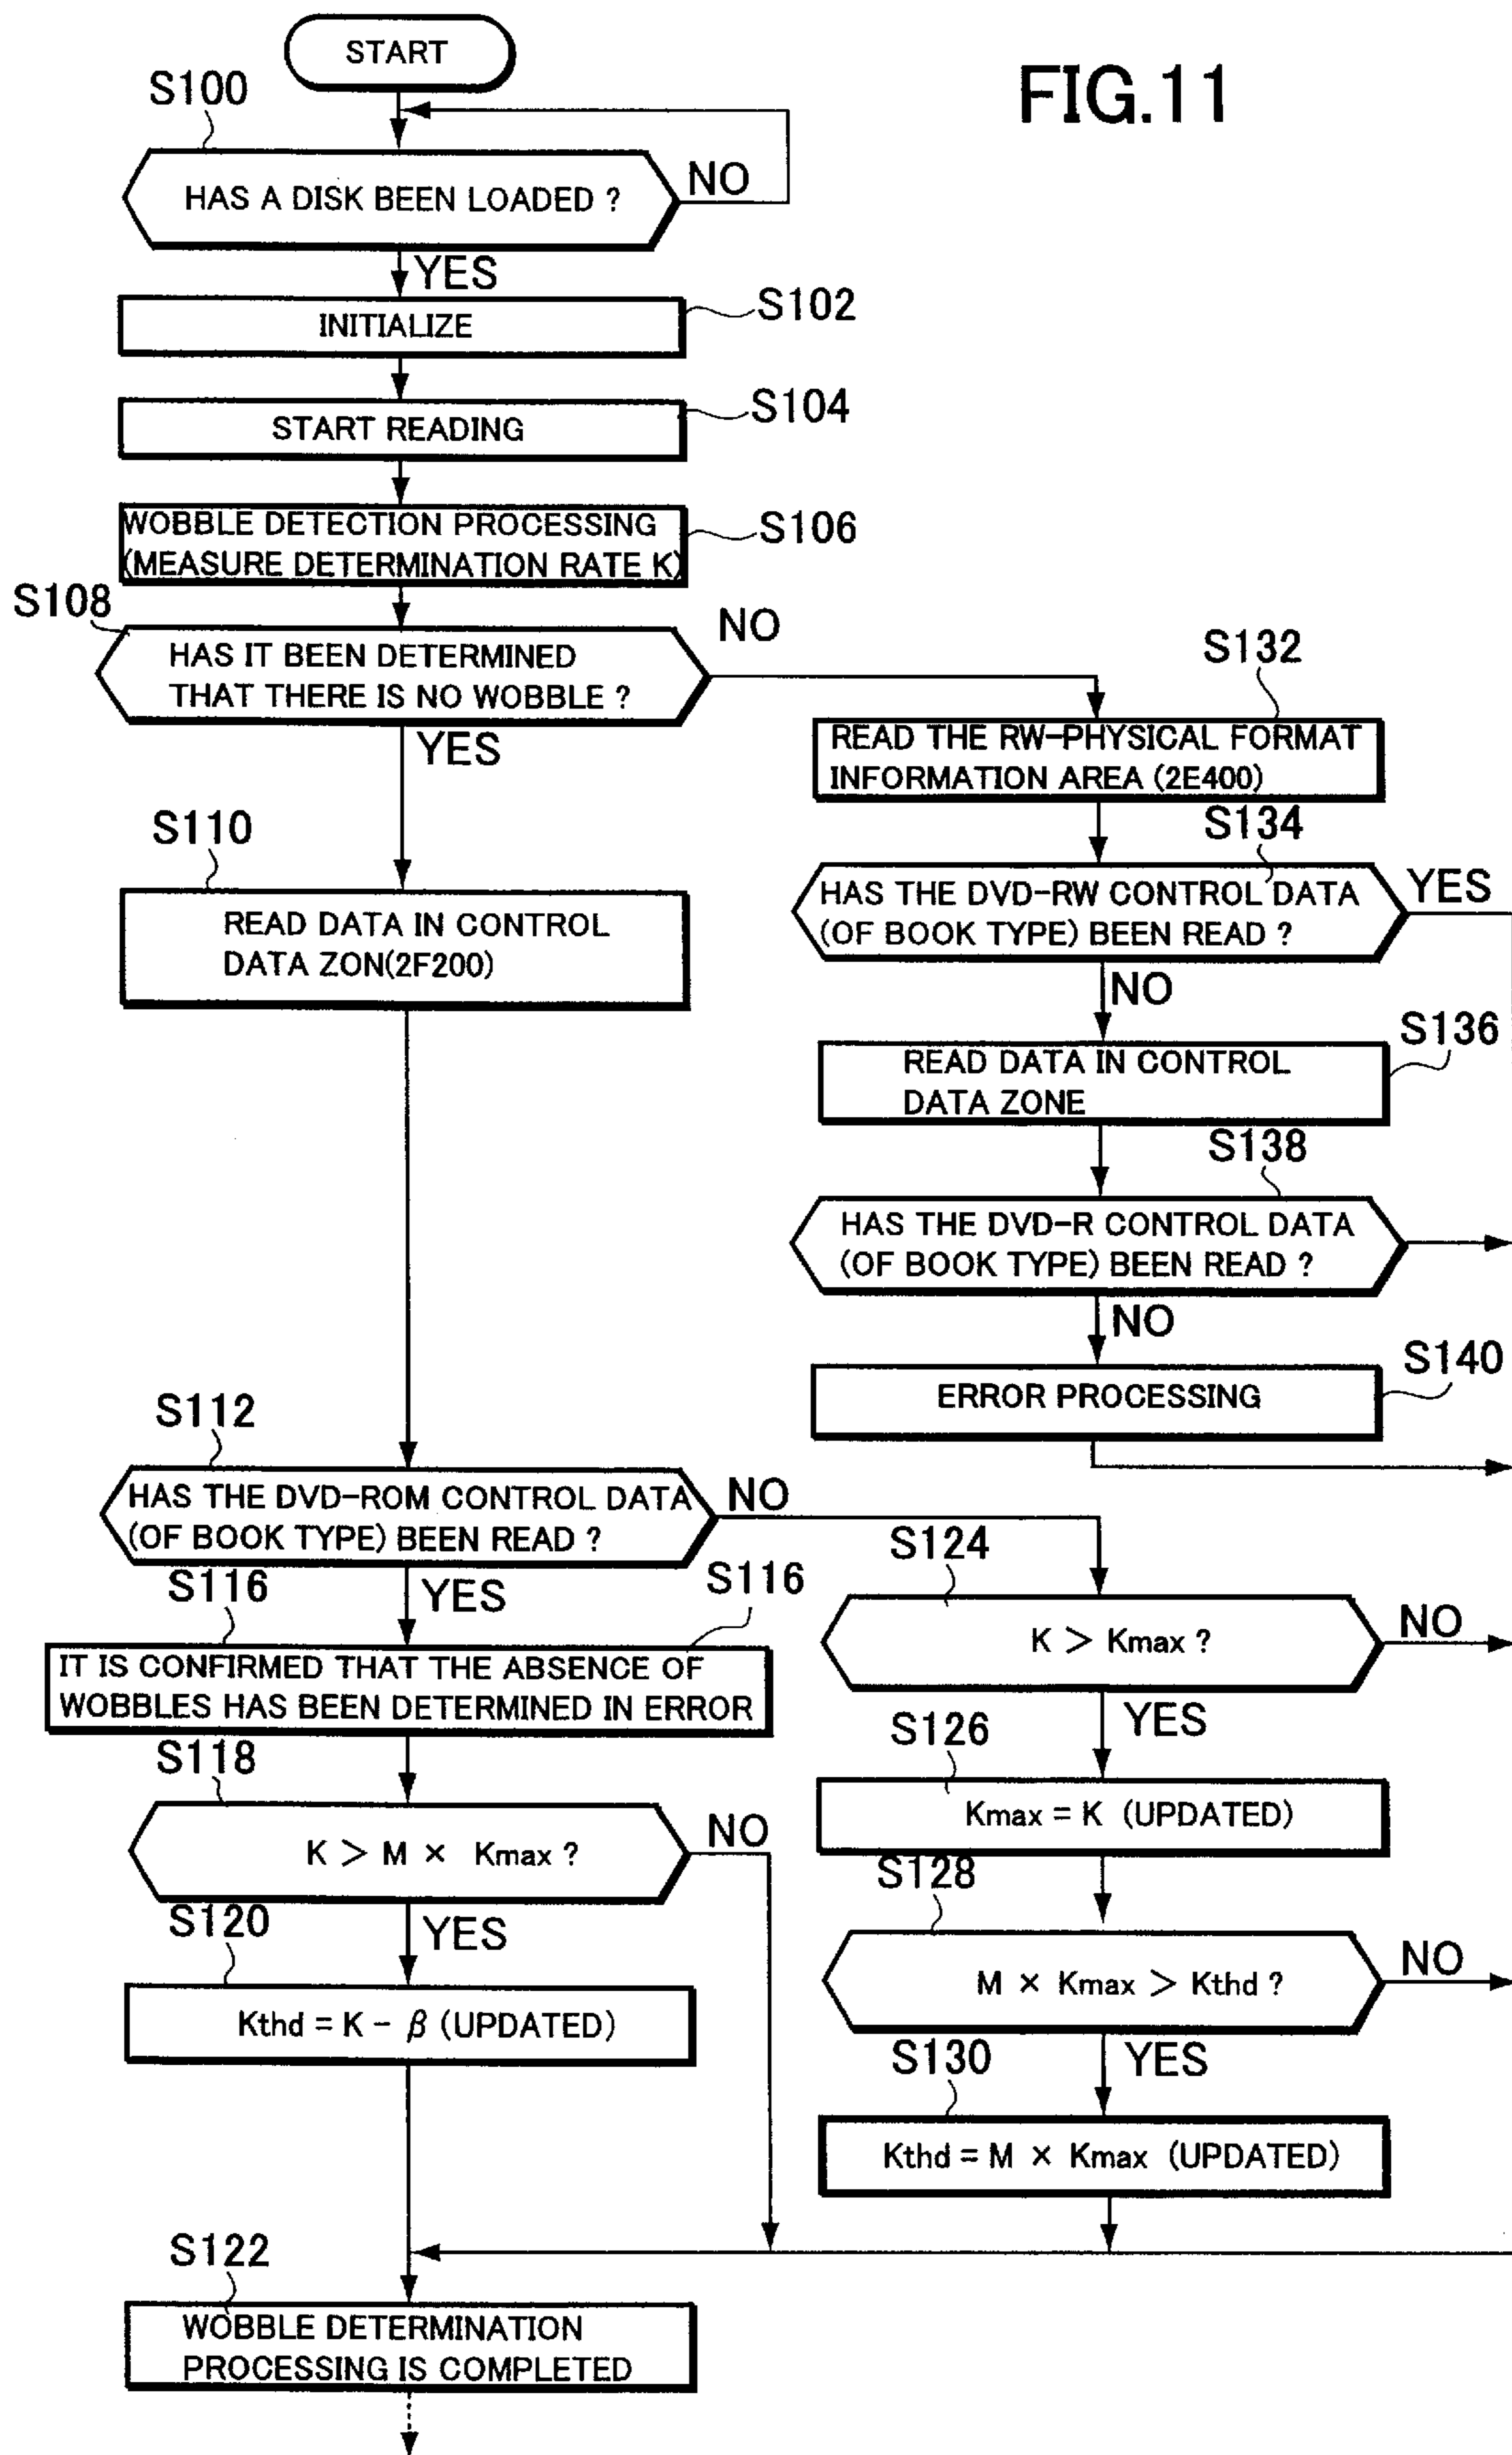 FIG.11
START
S100
HAS A DISK BEEN LOADED ?
NO
YES
S102
INITIALIZE
S104
START READING
S106
WOBBLE DETECTION PROCESSING
(MEASURE DETERMINATION RATE K)
S108
HAS IT BEEN DETERMINED
THAT THERE IS NO WOBBLE ?
NO
YES
S132
READ THE RW-PHYSICAL FORMAT
INFORMATION AREA (2E400)
S110
READ DATA IN CONTROL
DATA ZON(2F200)
S134
HAS THE DVD-RW CONTROL DATA
(OF BOOK TYPE) BEEN READ ?
YES
NO
S136
READ DATA IN CONTROL
DATA ZONE
S138
HAS THE DVD-R CONTROL DATA
(OF BOOK TYPE) BEEN READ ?
NO
S140
ERROR PROCESSING
S112
HAS THE DVD-ROM CONTROL DATA
(OF BOOK TYPE) BEEN READ ?
NO
YES
S116
S116
IT IS CONFIRMED THAT THE ABSENCE OF
WOBBLES HAS BEEN DETERMINED IN ERROR
S118
K > M × Kmax ?
NO
YES
S120
Kthd = K - β (UPDATED)
S124
K > Kmax ?
NO
YES
S126
Kmax = K (UPDATED)
S128
M × Kmax > Kthd ?
NO
YES
S130
Kthd = M × Kmax (UPDATED)
S122
WOBBLE DETERMINATION
PROCESSING IS COMPLETED